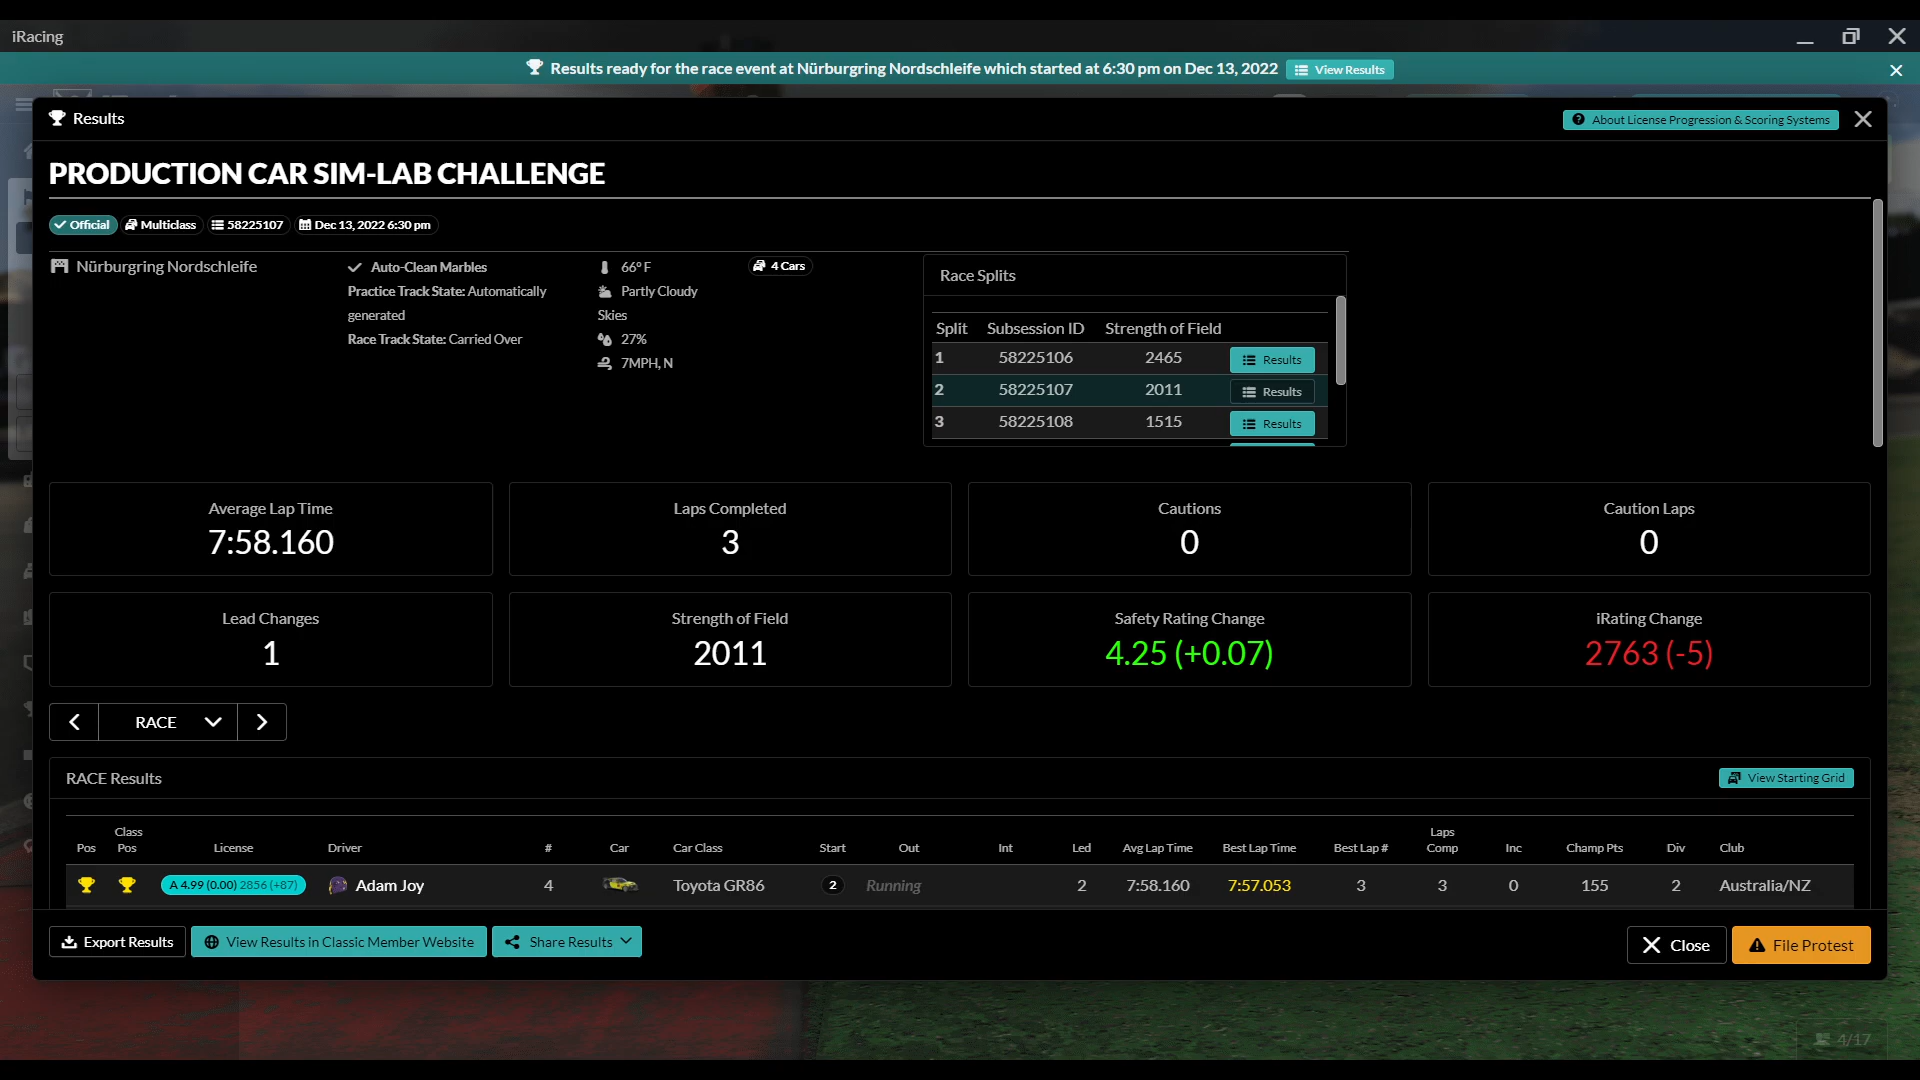 iRacing
Results ready for the race event at Nürburgring Nordschleife which started at 6:30 pm on Dec 13, 2022 View Results
Results
About License Progression & Scoring Systems
PRODUCTION CAR SIM-LAB CHALLENGE
Official Multiclass 58225107 Dec 13, 2022 6:30 pm
Nürburgring Nordschleife
Auto-Clean Marbles
Practice Track State: Automatically
generated
Race Track State: Carried Over
66° F
Partly Cloudy
Skies
27%
7MPH, N
4 Cars
Race Splits
Split Subsession ID Strength of Field
1 58225106 2465 Results
2 58225107 2011 Results
3 58225108 1515 Results
Average Lap Time
7:58.160
Laps Completed
3
Cautions
0
Caution Laps
0
Lead Changes
1
Strength of Field
2011
Safety Rating Change
4.25 (+0.07)
iRating Change
2763 (-5)
RACE
RACE Results
View Starting Grid
Pos Class Pos License Driver # Car Car Class Start Out Int Led Avg Lap Time Best Lap Time Best Lap # Laps Comp Inc Champ Pts Div Club
A 4.99 (0.00) 2856 (+87) Adam Joy 4 Toyota GR86 2 Running 2 7:58.160 7:57.053 3 3 0 155 2 Australia/NZ
Export Results
View Results in Classic Member Website
Share Results
Close
File Protest
4/17